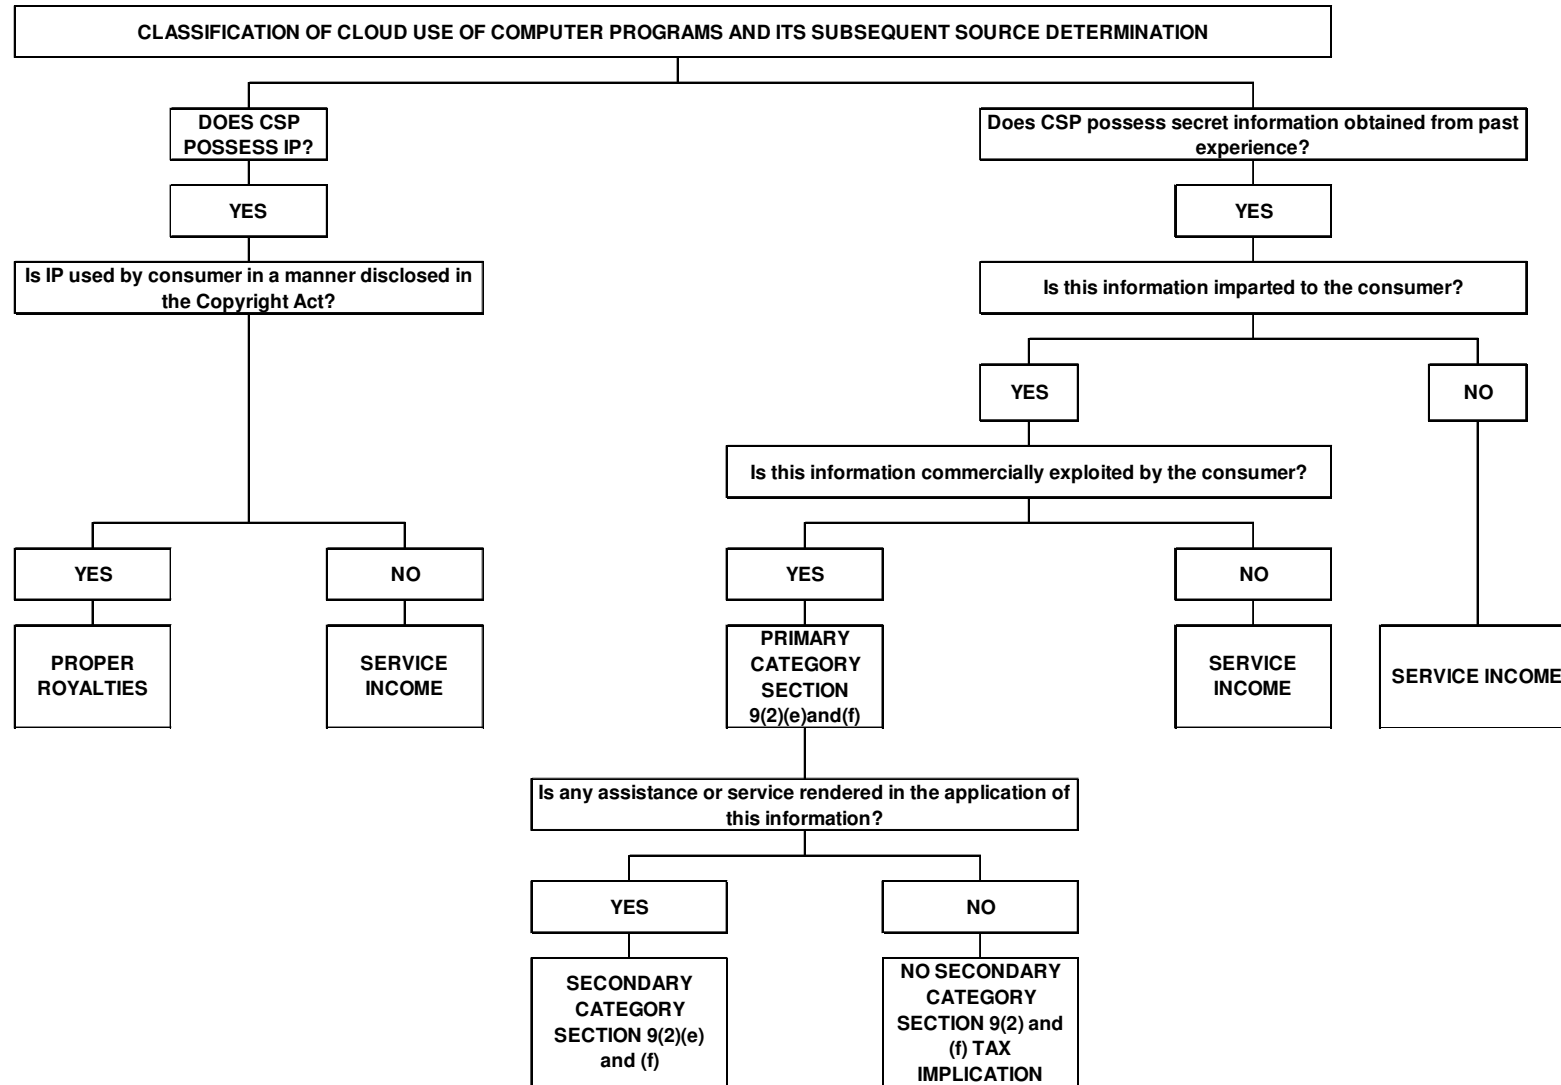 CLASSIFICATION OF CLOUD USE OF COMPUTER PROGRAMS AND ITS SUBSEQUENT SOURCE DETERMINATION
DOES CSP
POSSESS IP?
Does CSP possess secret information obtained from past
experience?
YES
YES
Is IP used by consumer in a manner disclosed in
the Copyright Act?
Is this information imparted to the consumer?
YES
NO
Is this information commercially exploited by the consumer?
YES
NO
YES
NO
PROPER
ROYALTIES
SERVICE
INCOME
PRIMARY
CATEGORY
SECTION
9(2)(e)and(f)
SERVICE
INCOME
SERVICE INCOME
Is any assistance or service rendered in the application of
this information?
YES
NO
SECONDARY
CATEGORY
SECTION 9(2)(e)
and (f)
NO SECONDARY
CATEGORY
SECTION 9(2) and
(f) TAX
IMPLICATION